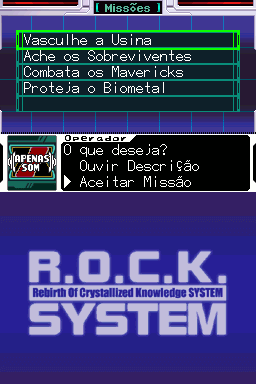 [ Missões ]
Vasculhe a Usina
Ache os Sobreviventes
Combata os Mavericks
Proteja o Biometal
Operador
APENAS
SOM
O que deseja?
Ouvir Descrição
Aceitar Missão
R.O.C.K.
Rebirth Of Crystallized Knowledge SYSTEM
SYSTEM